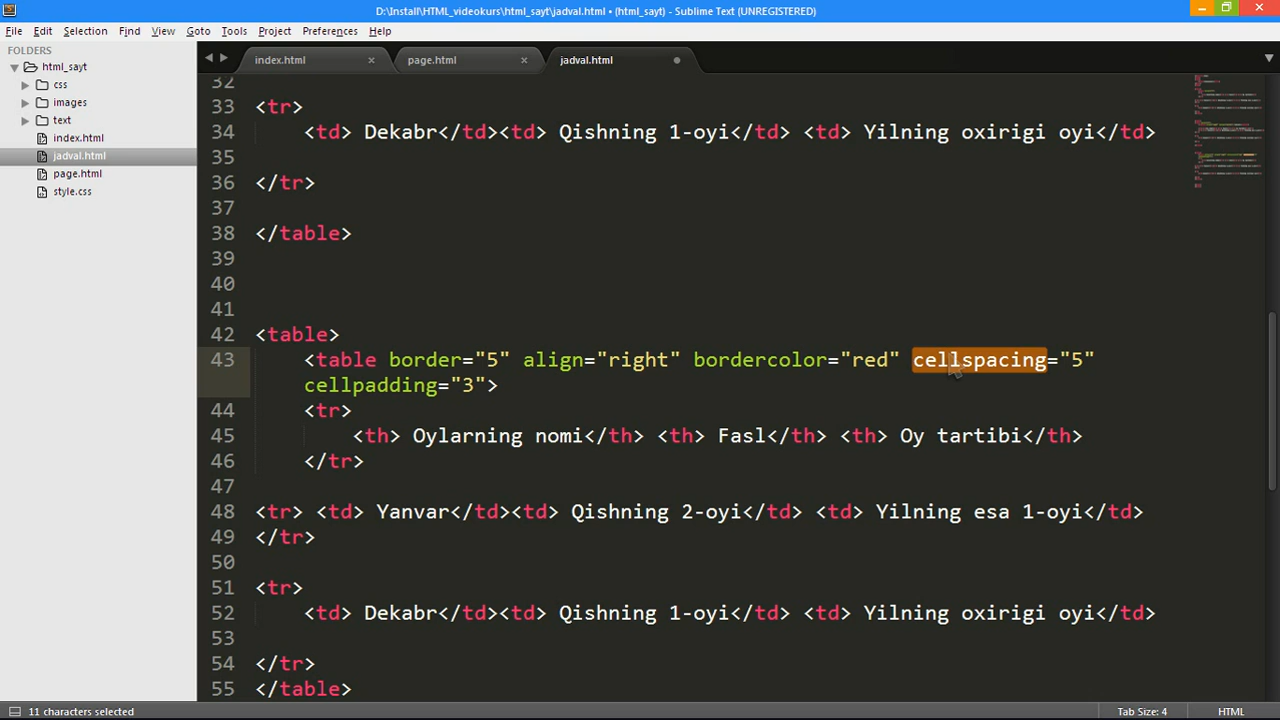 D:\Install\HTML_videokurs\html_sayt\jadval.html • (html_sayt) - Sublime Text (UNREGISTERED)
File Edit Selection Find View Goto Tools Project Preferences Help
FOLDERS
html_sayt
css
images
text
index.html
jadval.html
page.html
style.css
index.html page.html jadval.html
32
33 <tr>
34 <td> Dekabr</td><td> Qishning 1-oyi</td> <td> Yilning oxirigi oyi</td>
35
36 </tr>
37
38 </table>
39
40
41
42 <table>
43 <table border="5" align="right" bordercolor="red" cellspacing="5"
cellpadding="3">
44 <tr>
45 <th> Oylarning nomi</th> <th> Fasl</th> <th> Oy tartibi</th>
46 </tr>
47
48 <tr> <td> Yanvar</td><td> Qishning 2-oyi</td> <td> Yilning esa 1-oyi</td>
49 </tr>
50
51 <tr>
52 <td> Dekabr</td><td> Qishning 1-oyi</td> <td> Yilning oxirigi oyi</td>
53
54 </tr>
55 </table>
11 characters selected Tab Size: 4 HTML